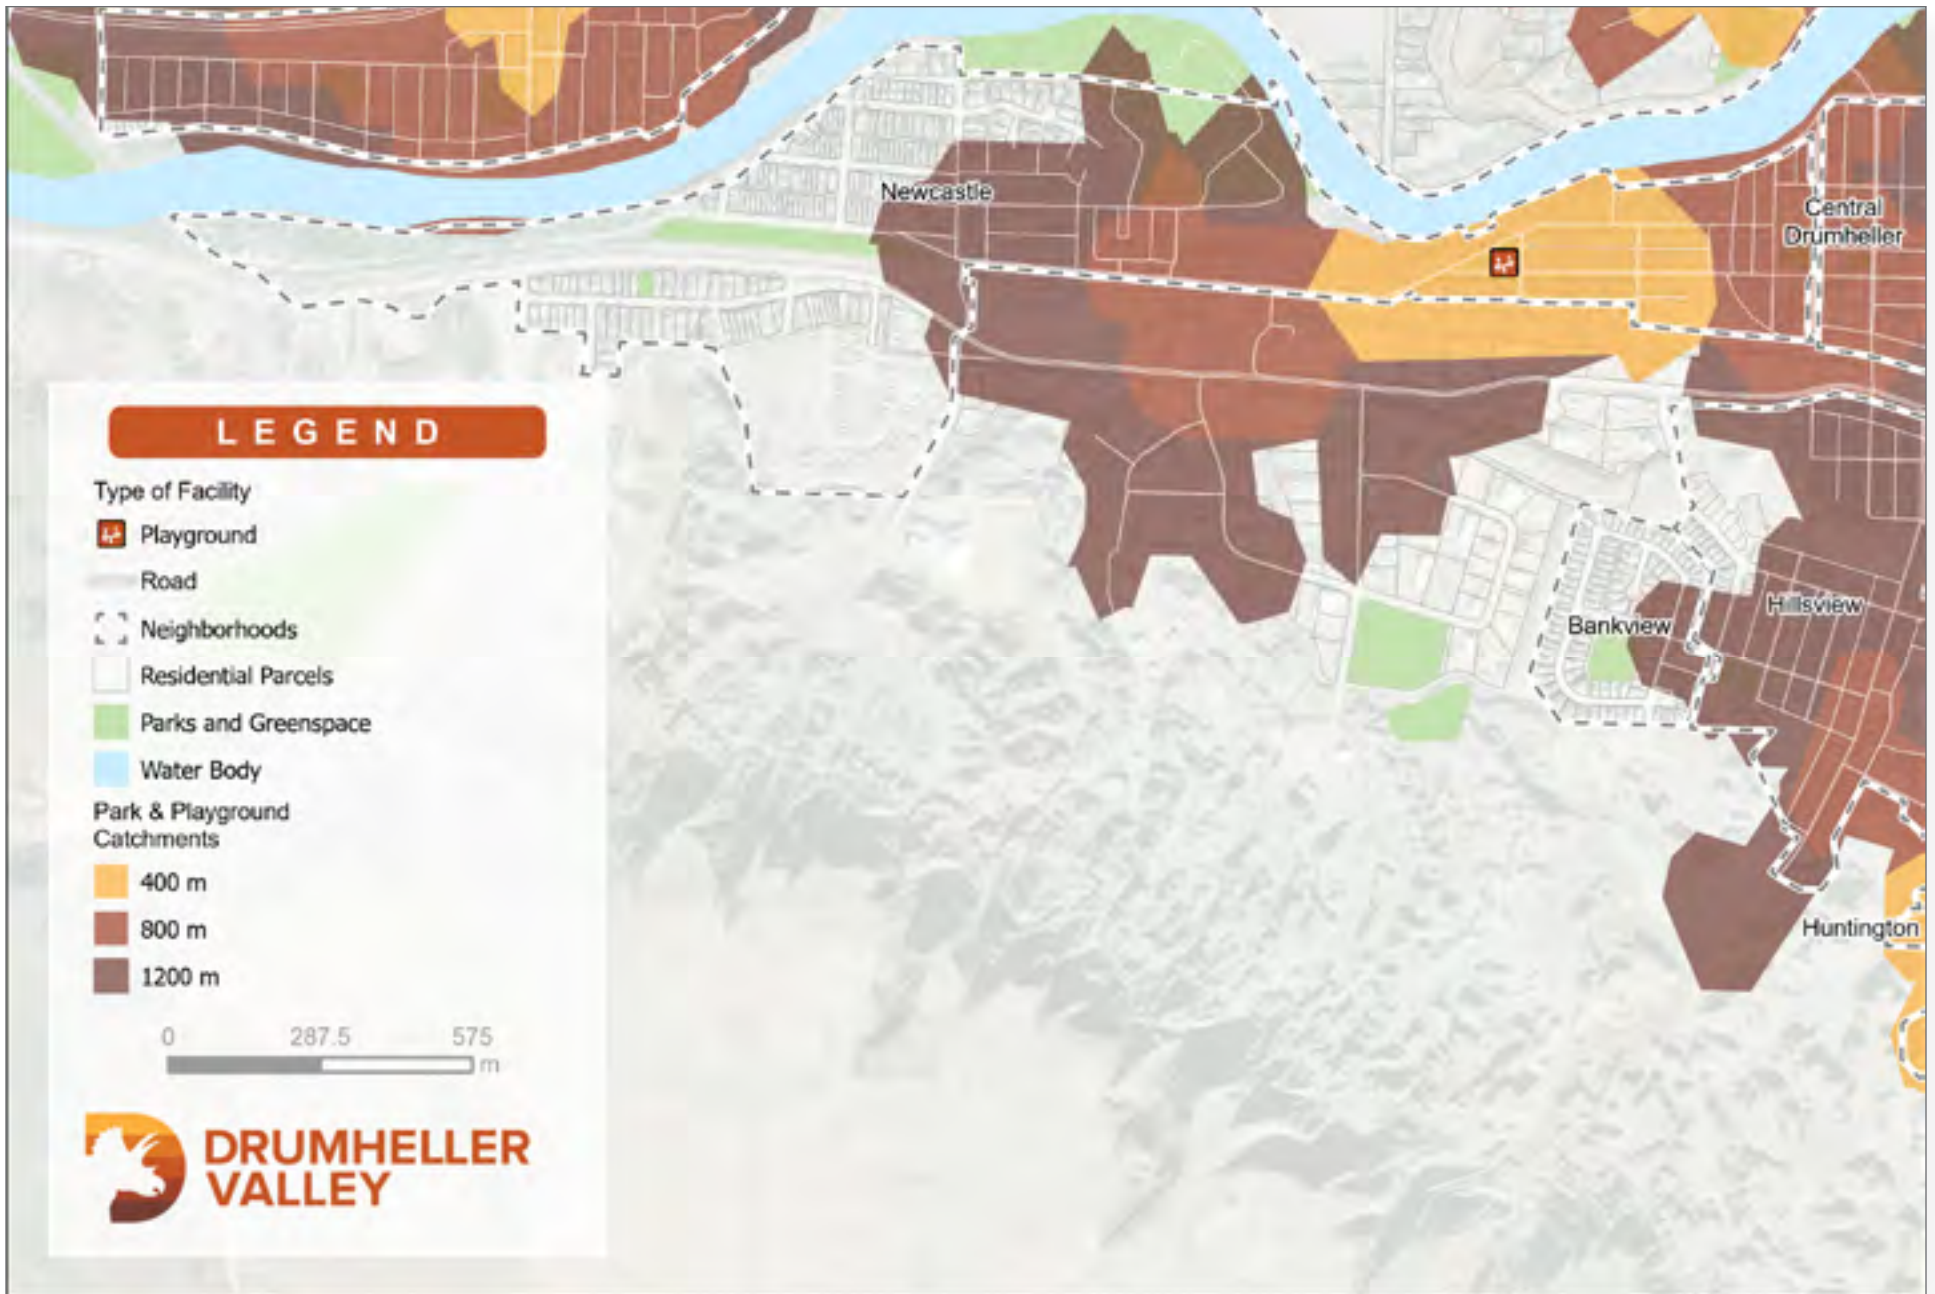 Newcastle
Central
Drumheller
LEGEND
Type of Facility
Playground
Road
Neighborhoods
Residential Parcels
Parks and Greenspace
Water Body
Park & Playground
Catchments
400 m
800 m
1200 m
0 287.5 575
m
DRUMHELLER
VALLEY
Hillsview
Bankview
Huntington